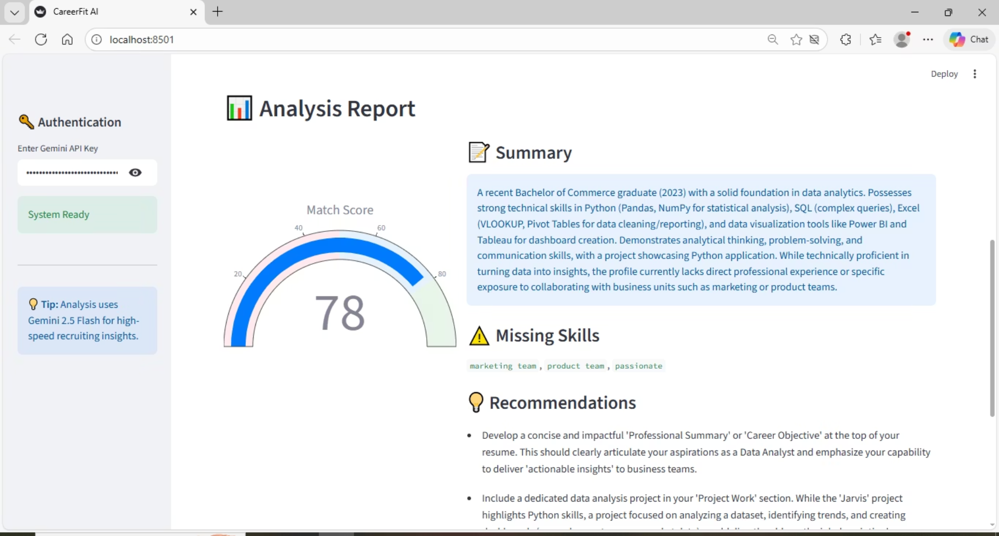 CareerFit AI
localhost:8501
Chat
Deploy
Authentication
Enter Gemini API Key
System Ready
Tip: Analysis uses
Gemini 2.5 Flash for high-
speed recruiting insights.
Analysis Report
Match Score
20
40
60
80
78
Summary
A recent Bachelor of Commerce graduate (2023) with a solid foundation in data analytics. Possesses
strong technical skills in Python (Pandas, NumPy for statistical analysis), SQL (complex queries), Excel
(VLOOKUP, Pivot Tables for data cleaning/reporting), and data visualization tools like Power BI and
Tableau for dashboard creation. Demonstrates analytical thinking, problem-solving, and
communication skills, with a project showcasing Python application. While technically proficient in
turning data into insights, the profile currently lacks direct professional experience or specific
exposure to collaborating with business units such as marketing or product teams.
Missing Skills
marketing team , product team , passionate
Recommendations
• Develop a concise and impactful 'Professional Summary' or 'Career Objective' at the top of your
resume. This should clearly articulate your aspirations as a Data Analyst and emphasize your capability
to deliver 'actionable insights' to business teams.
• Include a dedicated data analysis project in your 'Project Work' section. While the 'Jarvis' project
highlights Python skills, a project focused on analyzing a dataset, identifying trends, and creating